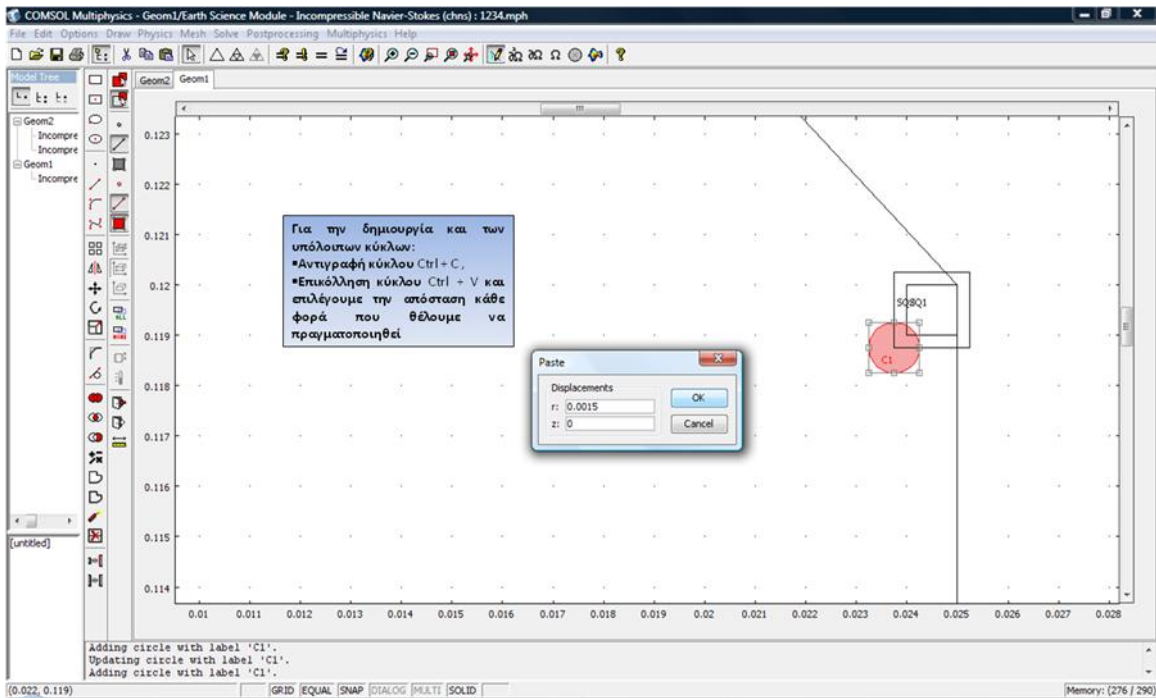 COMSOL Multiphysics - Geom1/Earth Science Module - Incompressible Navier-Stokes (chns) : 1234.mph
File Edit Options Draw Physics Mesh Solve Postprocessing Multiphysics Help
Model Tree
Geom2 Geom1
Geom2
Incompre
Incompre
Geom1
Incompre
0.123
0.122
0.121
0.12
0.119
0.118
0.117
0.116
0.115
0.114
Για την δημιουργία και των
υπόλοιπων κύκλων:
▪Αντιγραφή κύκλου Ctrl + C ,
▪Επικόλληση κύκλου Ctrl + V και
επιλέγουμε την απόσταση κάθε
φορά που θέλουμε να
πραγματοποιηθεί
C1
Paste
Displacements
r: 0.0015
z: 0
OK
Cancel
[untitled]
0.01 0.011 0.012 0.013 0.014 0.015 0.016 0.017 0.018 0.019 0.02 0.021 0.022 0.023 0.024 0.025 0.026 0.027 0.028
Adding circle with label 'C1'.
Updating circle with label 'C1'.
Adding circle with label 'C1'.
(0.022, 0.119) GRID EQUAL SNAP DIALOG MULTI SOLID Memory: (276 / 290)